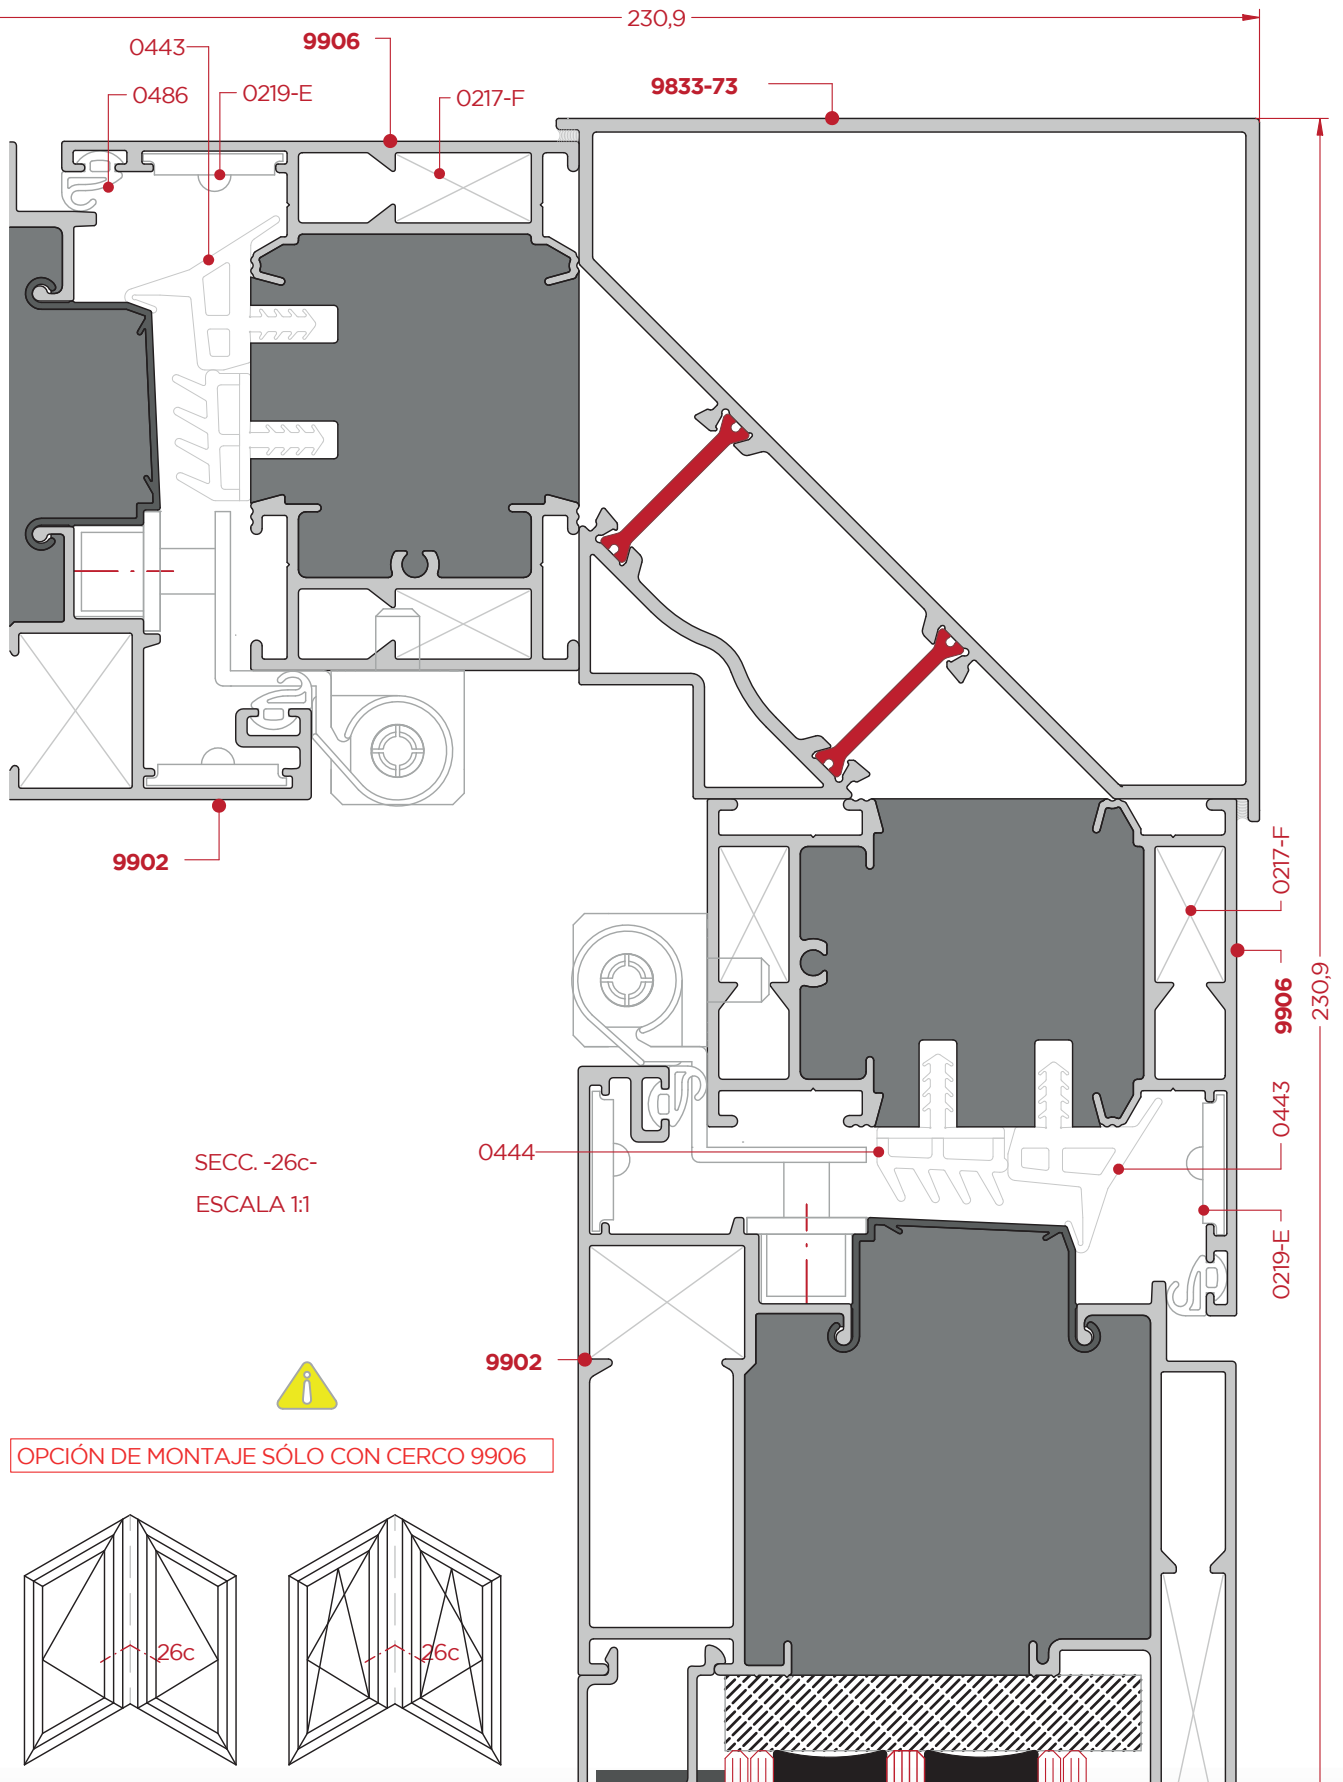 230,9
0443
9906
0486
0219-E
0217-F
9833-73
9902
0217-F
9906
230,9
0443
0444
0219-E
SECC. -26c-
ESCALA 1:1
9902
OPCIÓN DE MONTAJE SÓLO CON CERCO 9906
26c
26c